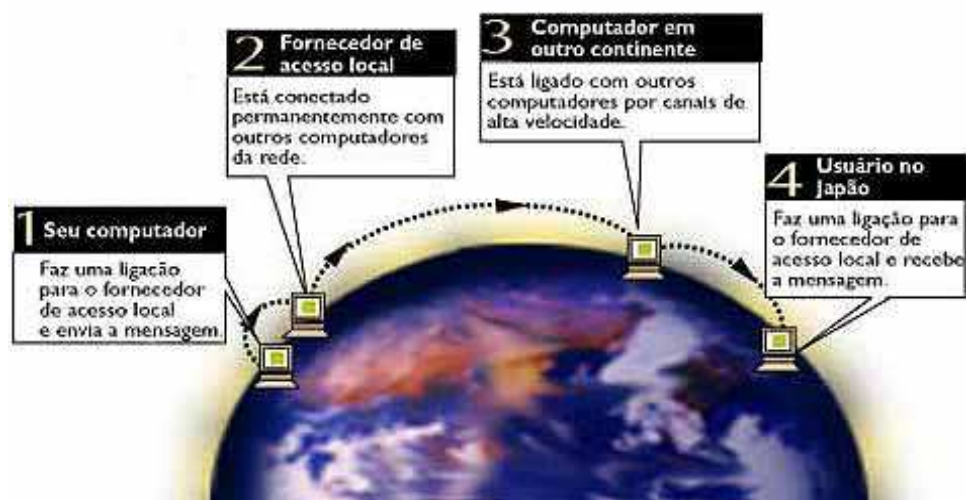 1 Seu computador
Faz uma ligação
para o fornecedor
de acesso local
e envia a mensagem.
2 Fornecedor de
acesso local
Está conectado
permanentemente com
outros computadores
da rede.
3 Computador em
outro continente
Está ligado com outros
computadores por canais de
alta velocidade.
4 Usuário no
Japão
Faz uma ligação para
o fornecedor de
acesso local e recebe
a mensagem.